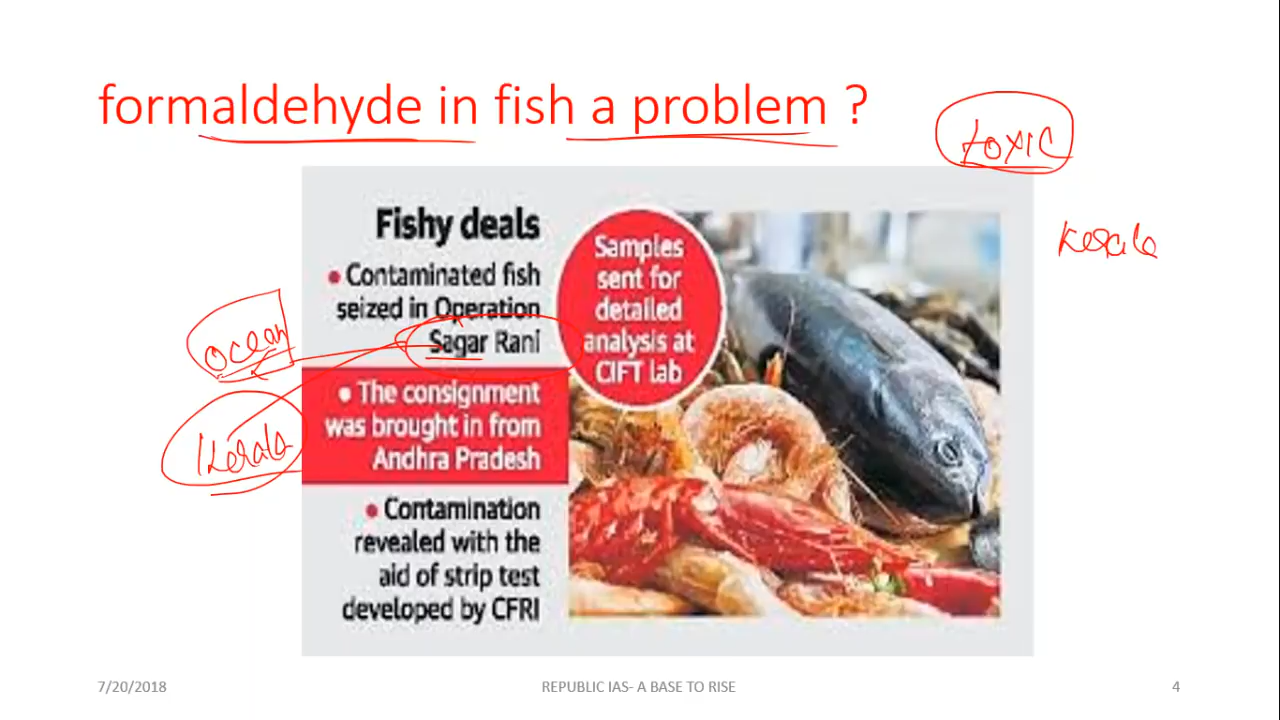 formaldehyde in fish a problem ?
toxic
Kerala
Fishy deals
• Contaminated fish
seized in Operation
Sagar Rani
• The consignment
was brought in from
Andhra Pradesh
• Contamination
revealed with the
aid of strip test
developed by CFRI
Samples
sent for
detailed
analysis at
CIFT lab
ocean
Kerala
7/20/2018
REPUBLIC IAS- A BASE TO RISE
4